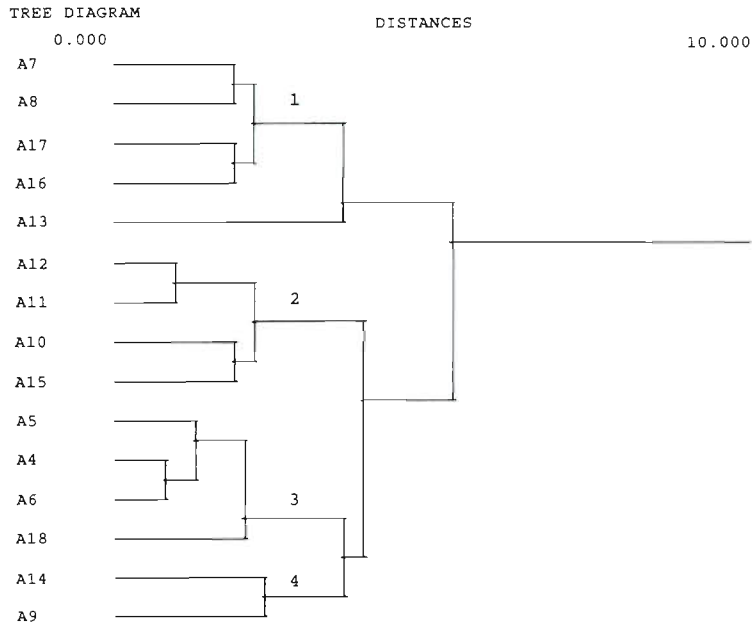 TREE DIAGRAM
DISTANCES
0.000 10.000
A7
A8 1
A17
A16
A13
A12
A11 2
A10
A15
A5
A4
A6 3
A18
A14 4
A9